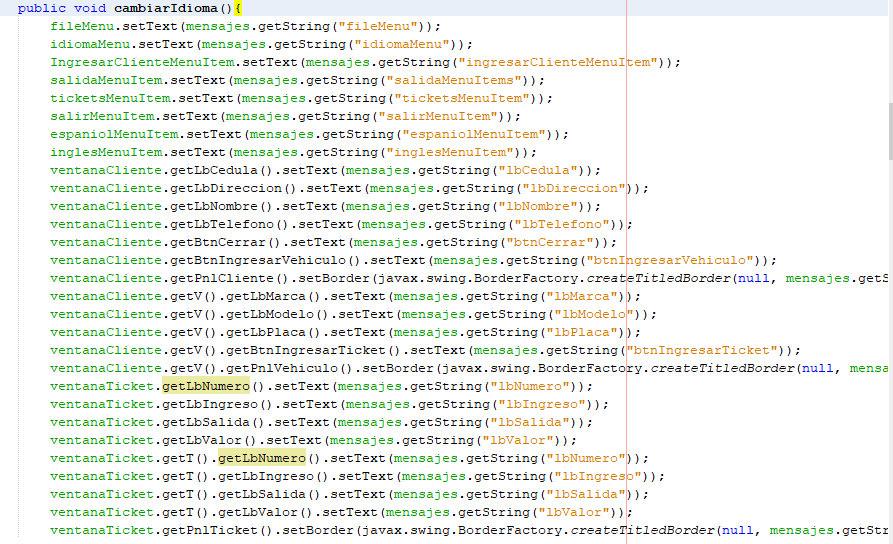 public void cambiarIdioma(){
fileMenu.setText(mensajes.getString("fileMenu"));
idiomaMenu.setText(mensajes.getString("idiomaMenu"));
IngresarClienteMenuItem.setText(mensajes.getString("ingresarClienteMenuItem"));
salidaMenuItem.setText(mensajes.getString("salidaMenuItems"));
ticketsMenuItem.setText(mensajes.getString("ticketsMenuItem"));
salirMenuItem.setText(mensajes.getString("salirMenuItem"));
espaniolMenuItem.setText(mensajes.getString("espaniolMenuItem"));
inglesMenuItem.setText(mensajes.getString("inglesMenuItem"));
ventanaCliente.getLbCedula().setText(mensajes.getString("lbCedula"));
ventanaCliente.getLbDireccion().setText(mensajes.getString("lbDireccion"));
ventanaCliente.getLbNombre().setText(mensajes.getString("lbNombre"));
ventanaCliente.getLbTelefono().setText(mensajes.getString("lbTelefono"));
ventanaCliente.getBtnCerrar().setText(mensajes.getString("btnCerrar"));
ventanaCliente.getBtnIngresarVehiculo().setText(mensajes.getString("btnIngresarVehiculo"));
ventanaCliente.getPnlCliente().setBorder(javax.swing.BorderFactory.createTitledBorder(null, mensajes.getS
ventanaCliente.getV().getLbMarca().setText(mensajes.getString("lbMarca"));
ventanaCliente.getV().getLbModelo().setText(mensajes.getString("lbModelo"));
ventanaCliente.getV().getLbPlaca().setText(mensajes.getString("lbPlaca"));
ventanaCliente.getV().getBtnIngresarTicket().setText(mensajes.getString("btnIngresarTicket"));
ventanaCliente.getV().getPnlVehiculo().setBorder(javax.swing.BorderFactory.createTitledBorder(null, mensa
ventanaTicket.getLbNumero().setText(mensajes.getString("lbNumero"));
ventanaTicket.getLbIngreso().setText(mensajes.getString("lbIngreso"));
ventanaTicket.getLbSalida().setText(mensajes.getString("lbSalida"));
ventanaTicket.getLbValor().setText(mensajes.getString("lbValor"));
ventanaTicket.getT().getLbNumero().setText(mensajes.getString("lbNumero"));
ventanaTicket.getT().getLbIngreso().setText(mensajes.getString("lbIngreso"));
ventanaTicket.getT().getLbSalida().setText(mensajes.getString("lbSalida"));
ventanaTicket.getT().getLbValor().setText(mensajes.getString("lbValor"));
ventanaTicket.getPnlTicket().setBorder(javax.swing.BorderFactory.createTitledBorder(null, mensajes.getStr